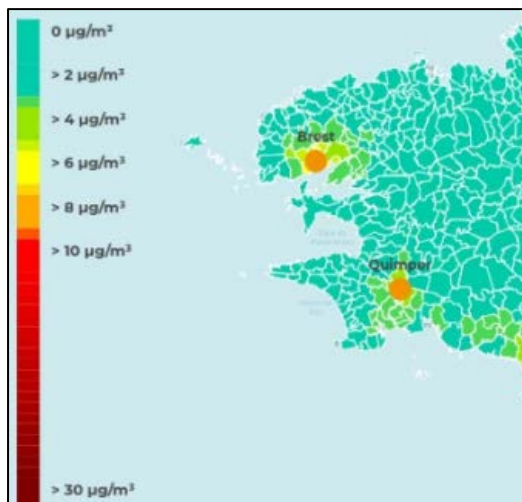 0 µg/m³
> 2 µg/m³
> 4 µg/m³
> 6 µg/m³
> 8 µg/m³
> 10 µg/m³
> 30 µg/m³
Brest
Quimper